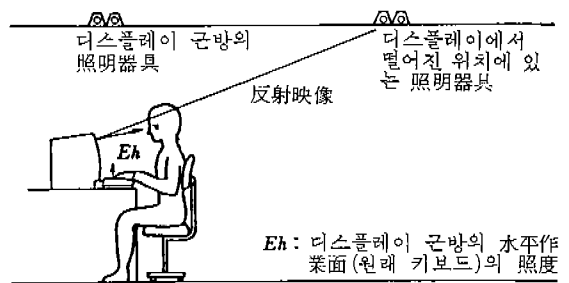 디스플레이 근방의
照明器具
디스플레이에서
떨어진 위치에 있
는 照明器具
反射映像
Eh
Eh : 디스플레이 근방의 水平作
業面(원래 키보드)의 照度